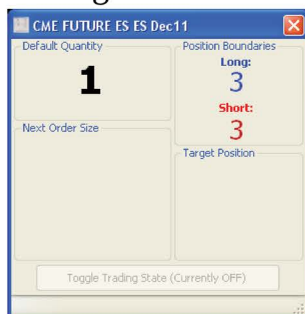 CME FUTURE ES ES Dec11
Default Quantity
1
Position Boundaries
Long:
3
Short:
3
Next Order Size
Target Position
Toggle Trading State (Currently OFF)